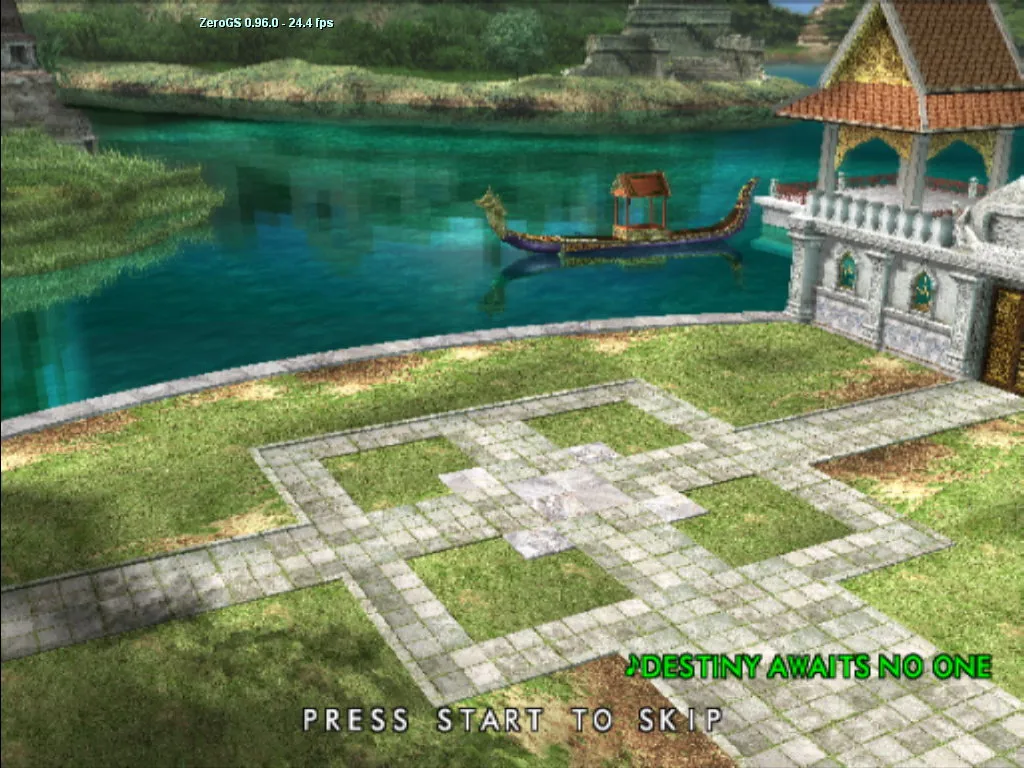 ZeroGS 0.96.0 - 24.4 fps
♪DESTINY AWAITS NO ONE
PRESS START TO SKIP